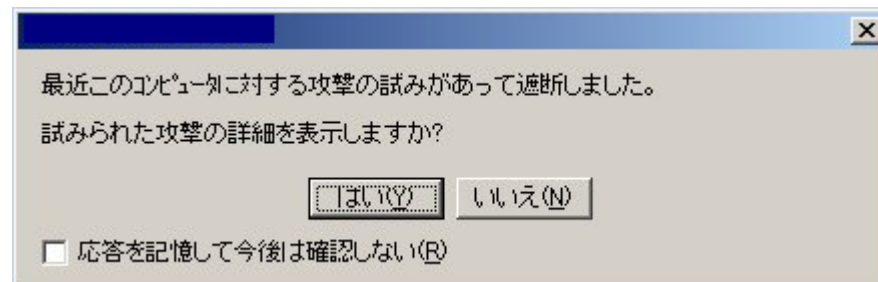 最近このｺﾝﾋﾟｭｰﾀに対する攻撃の試みがあって遮断しました。
試みられた攻撃の詳細を表示しますか?
はい(Y) いいえ(N)
応答を記憶して今後は確認しない(R)